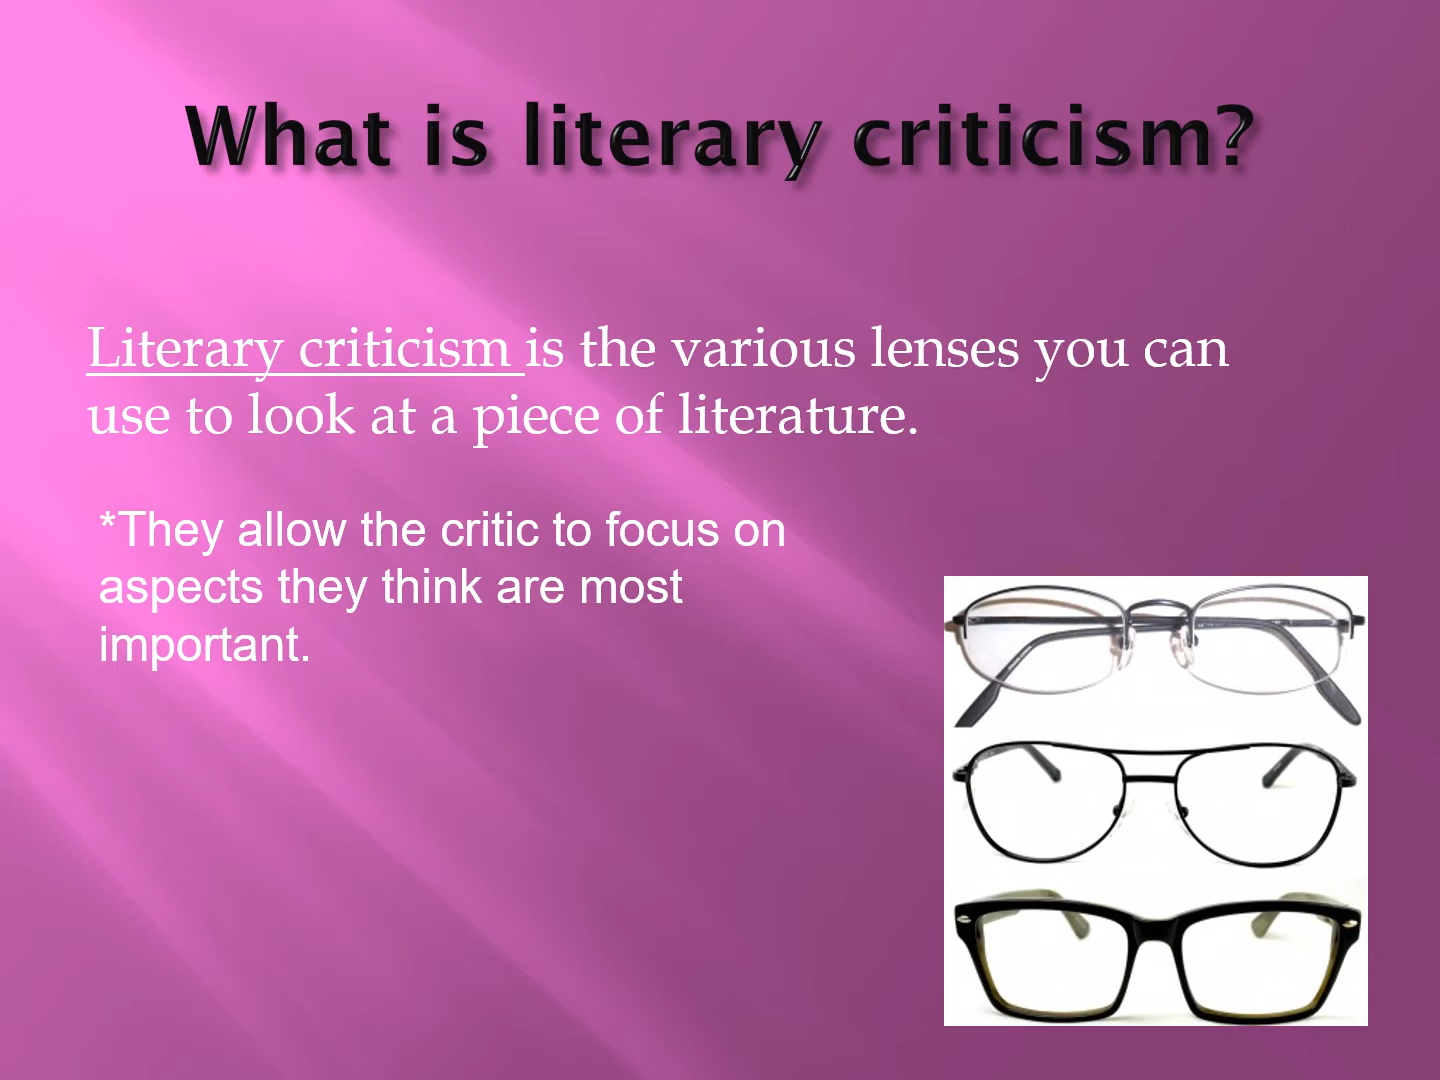 What is literary criticism?
Literary criticism is the various lenses you can
use to look at a piece of literature.
*They allow the critic to focus on
aspects they think are most
important.